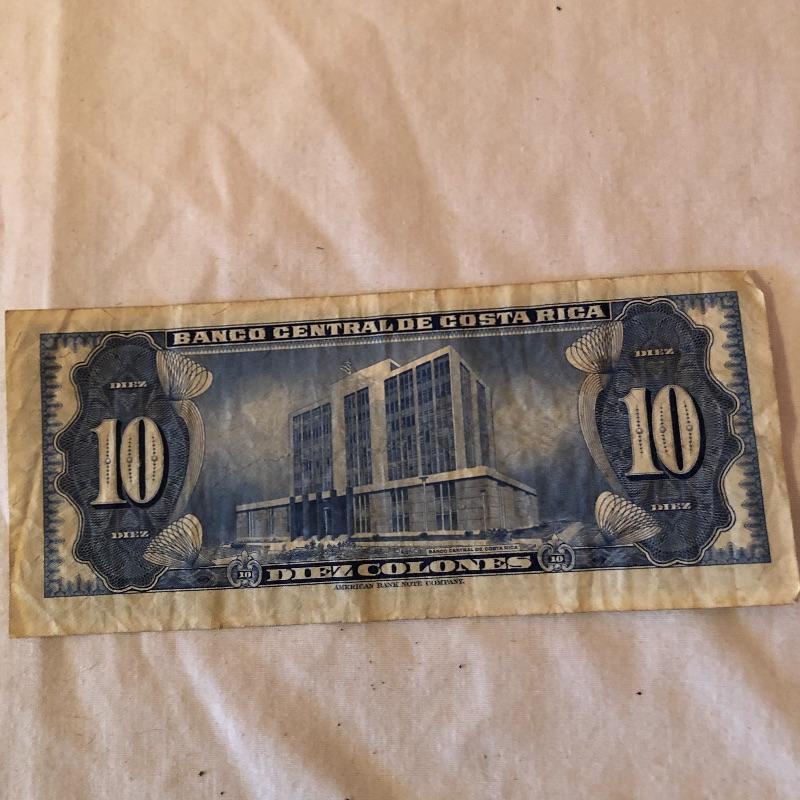 BANCO CENTRAL DE COSTA RICA
DIEZ
DIEZ
10
10
DIEZ
DIEZ
BANCO CENTRAL DE COSTA RICA
10 DIEZ COLONES 10
AMERICAN BANK NOTE COMPANY.